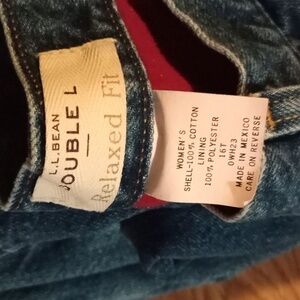 L.L.BEAN
DOUBLE L
Relaxed Fit
WOMEN'S
SHELL-100% COTTON
LINING
100% POLYESTER
16T
0WH23
MADE IN MEXICO
CARE ON REVERSE